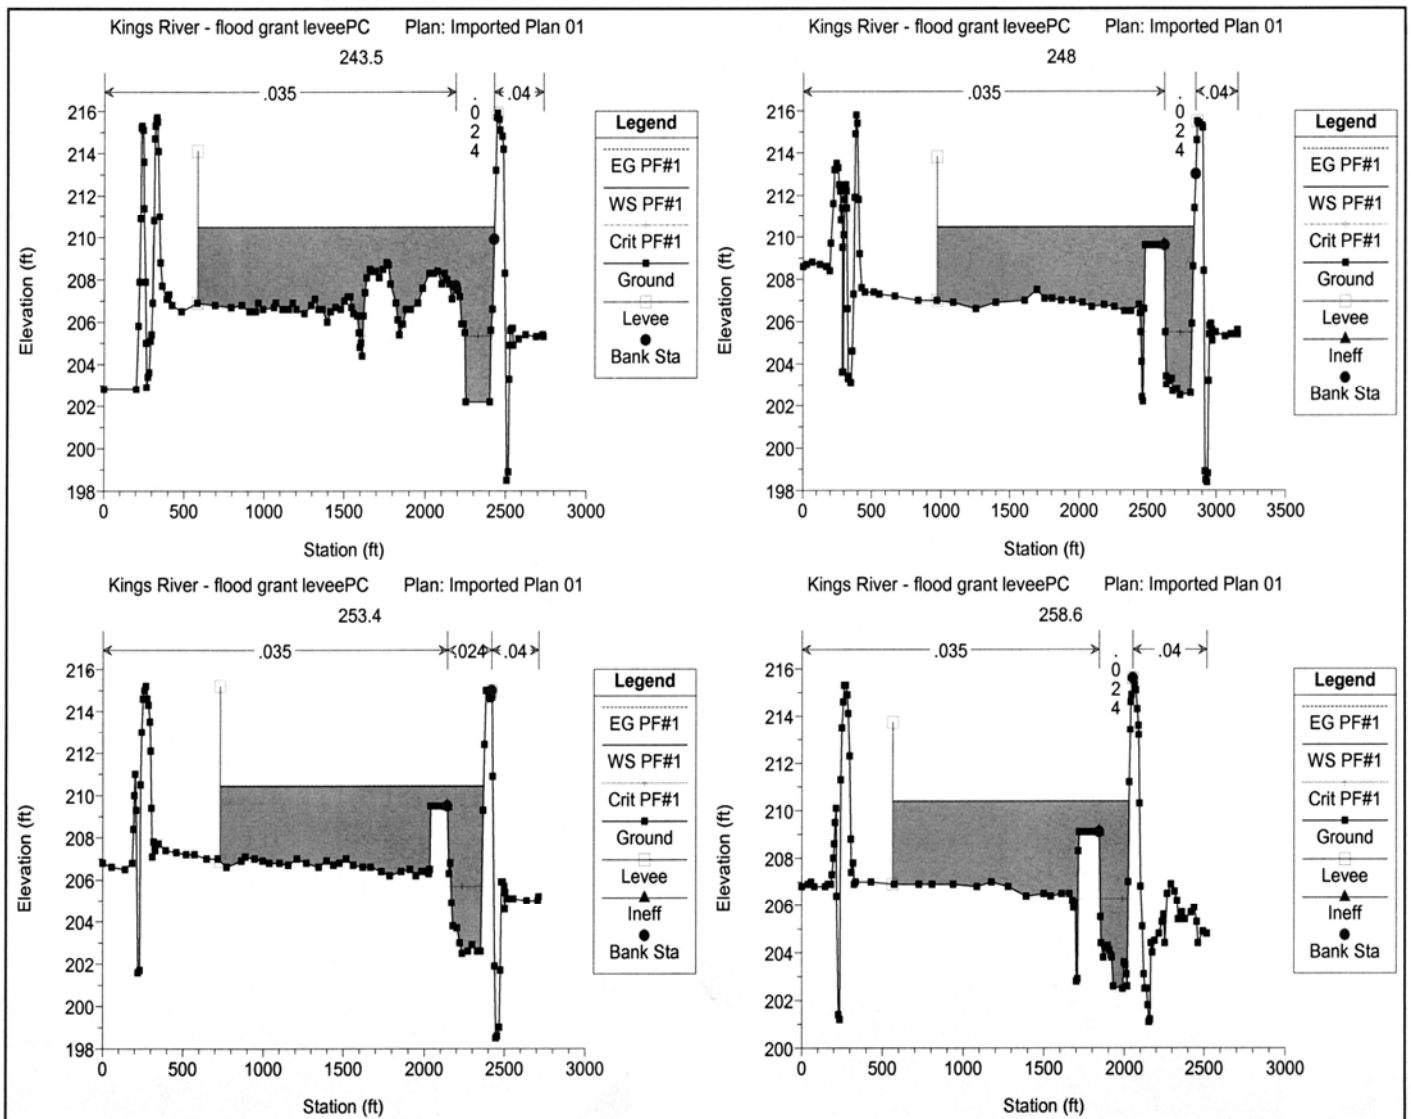 Kings River - flood grant leveePC Plan: Imported Plan 01
243.5
.035
.024
.04
216
214
212
210
208
206
204
202
200
198
Elevation (ft)
0 500 1000 1500 2000 2500 3000
Station (ft)
Legend
EG PF#1
WS PF#1
Crit PF#1
Ground
Levee
Bank Sta
Kings River - flood grant leveePC Plan: Imported Plan 01
248
.035
.024
.04
216
214
212
210
208
206
204
202
200
198
Elevation (ft)
0 500 1000 1500 2000 2500 3000 3500
Station (ft)
Legend
EG PF#1
WS PF#1
Crit PF#1
Ground
Levee
Ineff
Bank Sta
Kings River - flood grant leveePC Plan: Imported Plan 01
253.4
.035
.024
.04
216
214
212
210
208
206
204
202
200
198
Elevation (ft)
0 500 1000 1500 2000 2500 3000
Station (ft)
Legend
EG PF#1
WS PF#1
Crit PF#1
Ground
Levee
Ineff
Bank Sta
Kings River - flood grant leveePC Plan: Imported Plan 01
258.6
.035
.024
.04
216
214
212
210
208
206
204
202
200
Elevation (ft)
0 500 1000 1500 2000 2500 3000
Station (ft)
Legend
EG PF#1
WS PF#1
Crit PF#1
Ground
Levee
Ineff
Bank Sta